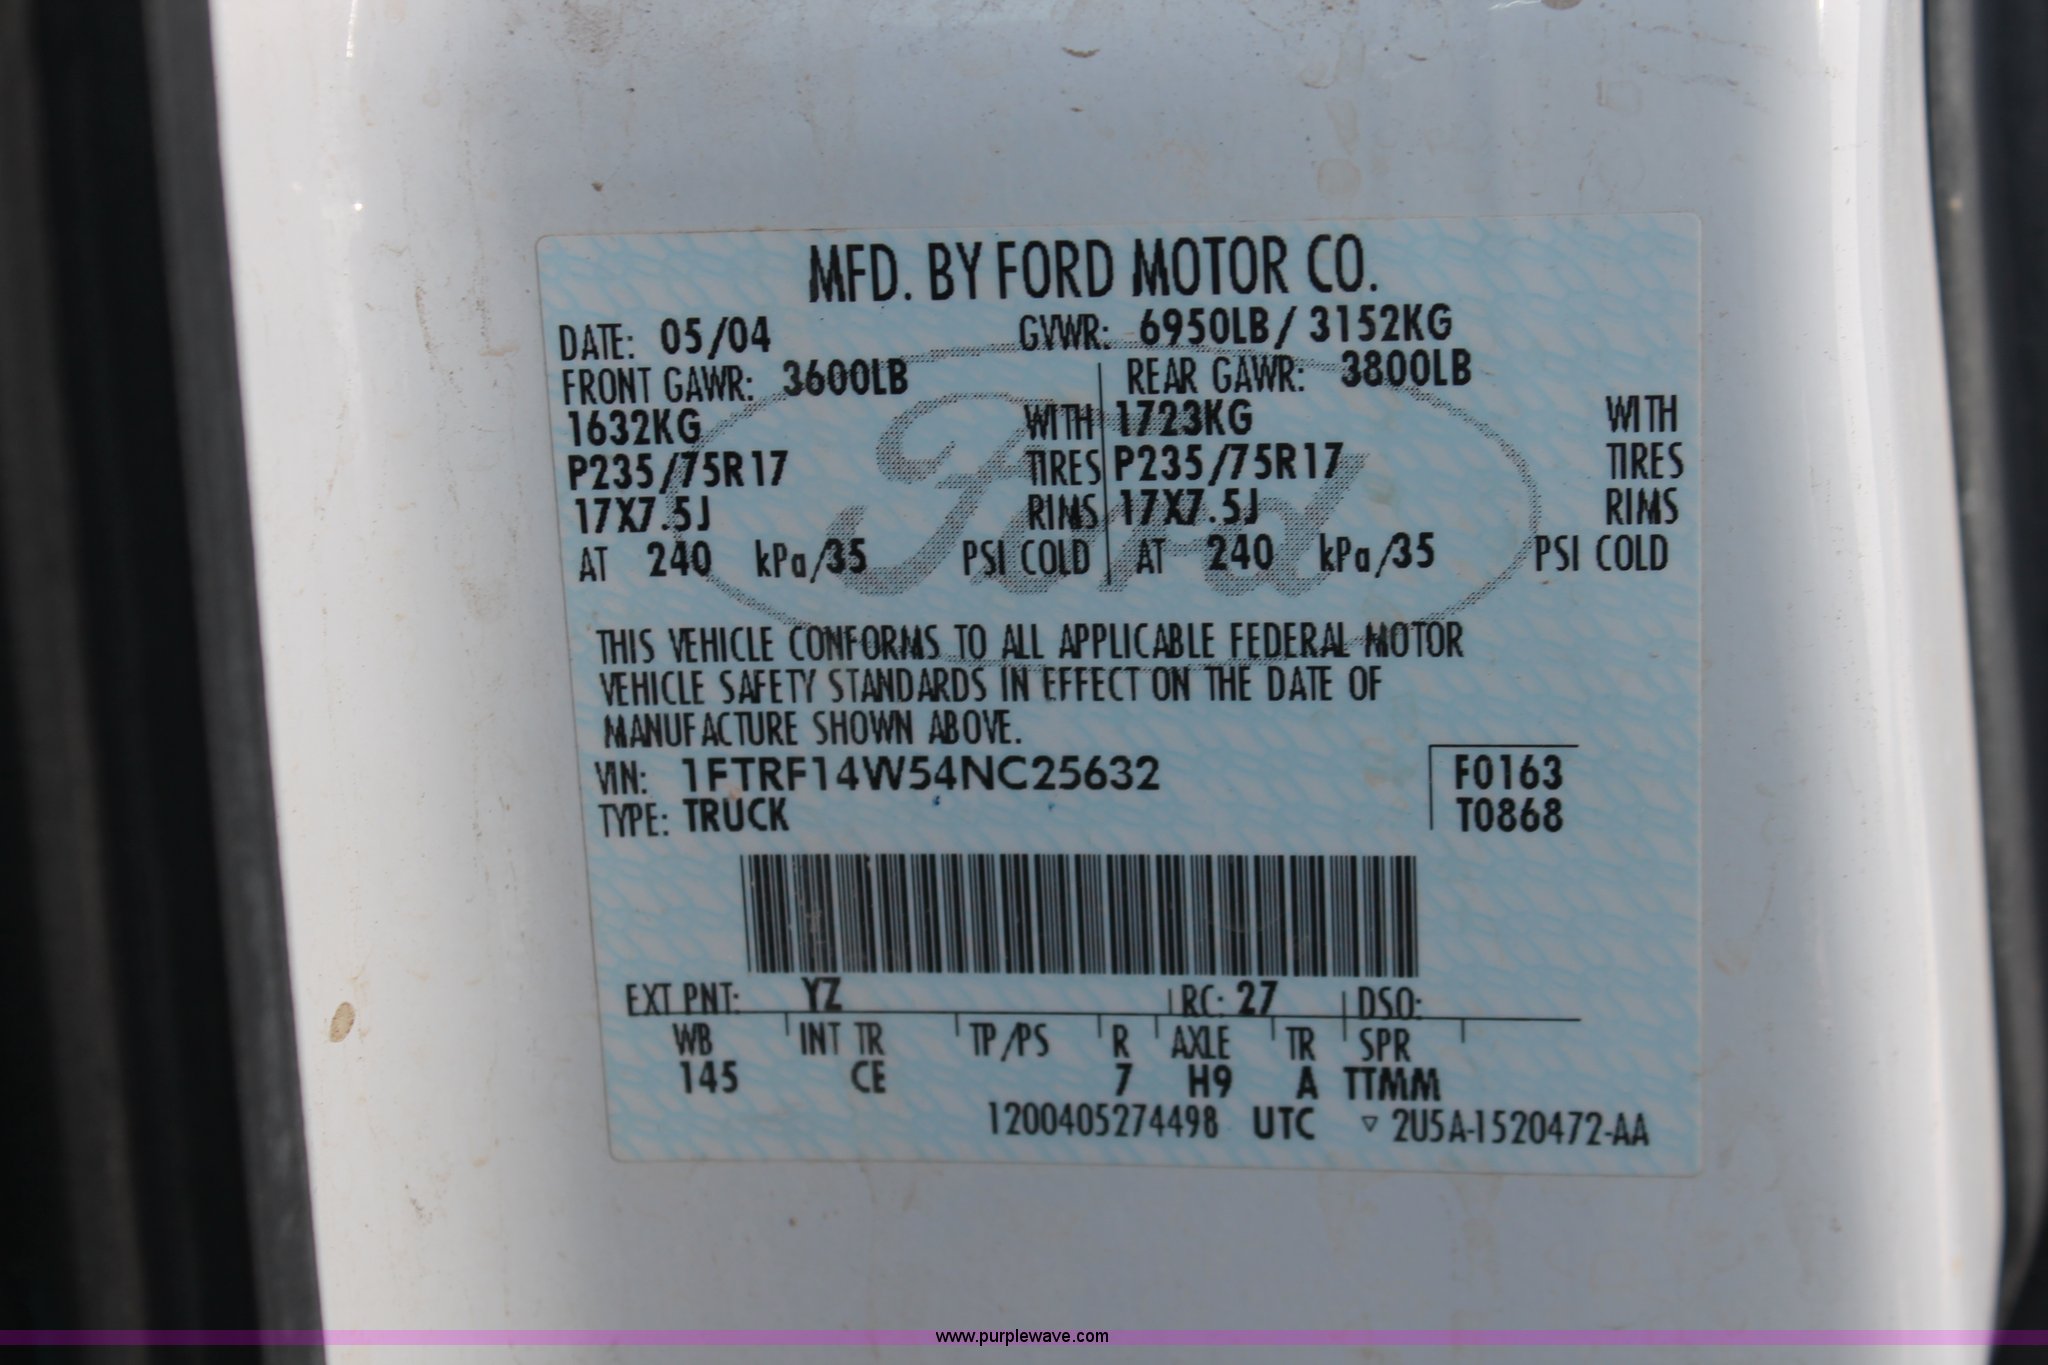 MFD. BY FORD MOTOR CO.
DATE: 05/04 GVWR: 6950LB / 3152KG
FRONT GAWR: 3600LB REAR GAWR: 3800LB
1632KG WITH 1723KG WITH
P235/75R17 TIRES P235/75R17 TIRES
17X7.5J RIMS 17X7.5J RIMS
AT 240 kPa/35 PSI COLD AT 240 kPa/35 PSI COLD
Ford
THIS VEHICLE CONFORMS TO ALL APPLICABLE FEDERAL MOTOR
VEHICLE SAFETY STANDARDS IN EFFECT ON THE DATE OF
MANUFACTURE SHOWN ABOVE.
VIN: 1FTRF14W54NC25632 F0163
TYPE: TRUCK T0868
EXT PNT: YZ RC: 27 DSO:
WB INT TR TP/PS R AXLE TR SPR
145 CE 7 H9 A TTMM
1200405274498 UTC ▽ 2U5A-1520472-AA
www.purplewave.com